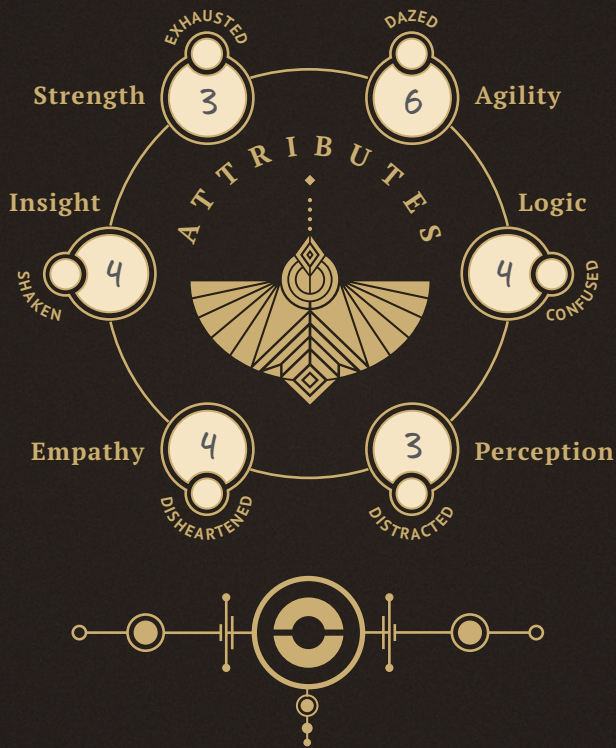 EXHAUSTED
DAZED
Strength
3
6
Agility
ATTRIBUTES
Insight
Logic
4
4
SHAKEN
CONFUSED
Empathy
4
3
Perception
DISHEARTENED
DISTRACTED